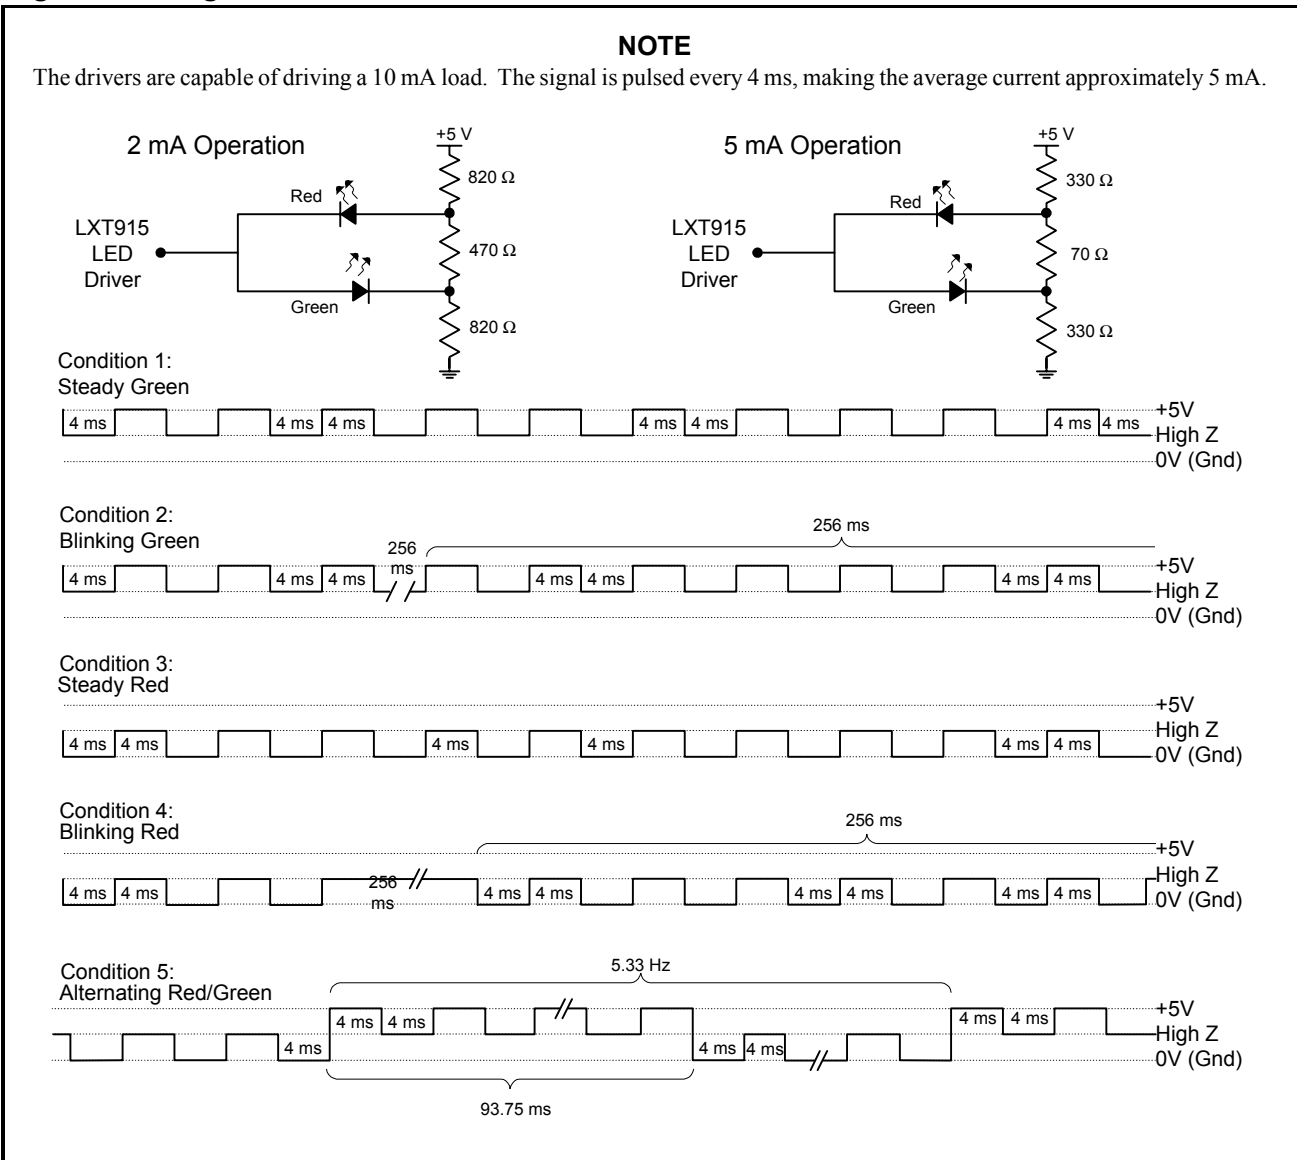 NOTE
The drivers are capable of driving a 10 mA load. The signal is pulsed every 4 ms, making the average current approximately 5 mA.
2 mA Operation
+5 V
820 Ω
Red
LXT915
LED
Driver
470 Ω
Green
820 Ω
5 mA Operation
+5 V
330 Ω
Red
LXT915
LED
Driver
70 Ω
Green
330 Ω
Condition 1:
Steady Green
4 ms 4 ms 4 ms 4 ms 4 ms 4 ms 4 ms
+5V
High Z
0V (Gnd)
Condition 2:
Blinking Green
256 ms
256
ms
4 ms 4 ms 4 ms 4 ms 4 ms 4 ms 4 ms
+5V
High Z
0V (Gnd)
Condition 3:
Steady Red
+5V
High Z
0V (Gnd)
4 ms 4 ms 4 ms 4 ms 4 ms 4 ms
Condition 4:
Blinking Red
256 ms
+5V
High Z
0V (Gnd)
256
ms
4 ms 4 ms 4 ms 4 ms 4 ms 4 ms 4 ms 4 ms
Condition 5:
Alternating Red/Green
5.33 Hz
+5V
High Z
0V (Gnd)
4 ms 4 ms 4 ms 4 ms
4 ms 4 ms 4 ms
93.75 ms